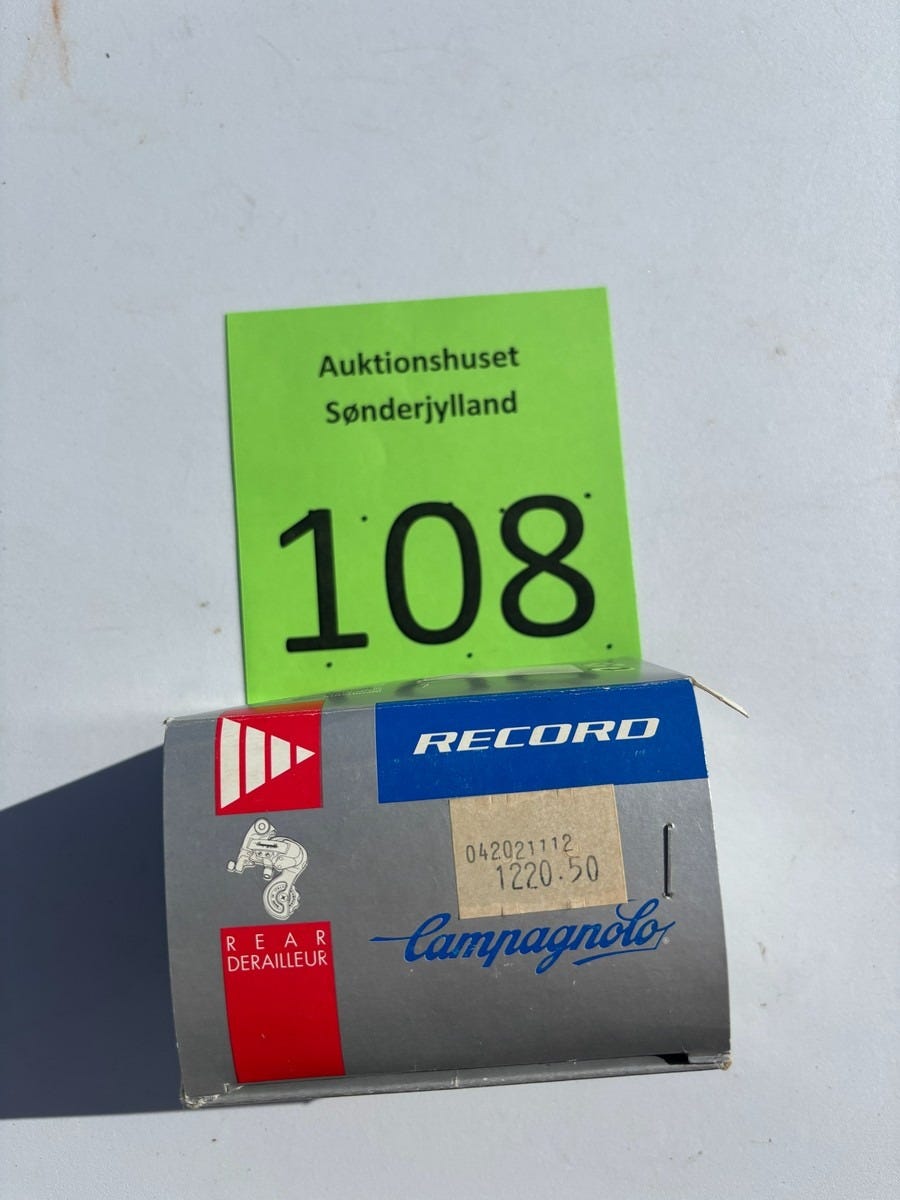 Auktionshuset
Sønderjylland
108
RECORD
042021112
1220.50
Campagnolo
REAR
DERAILLEUR